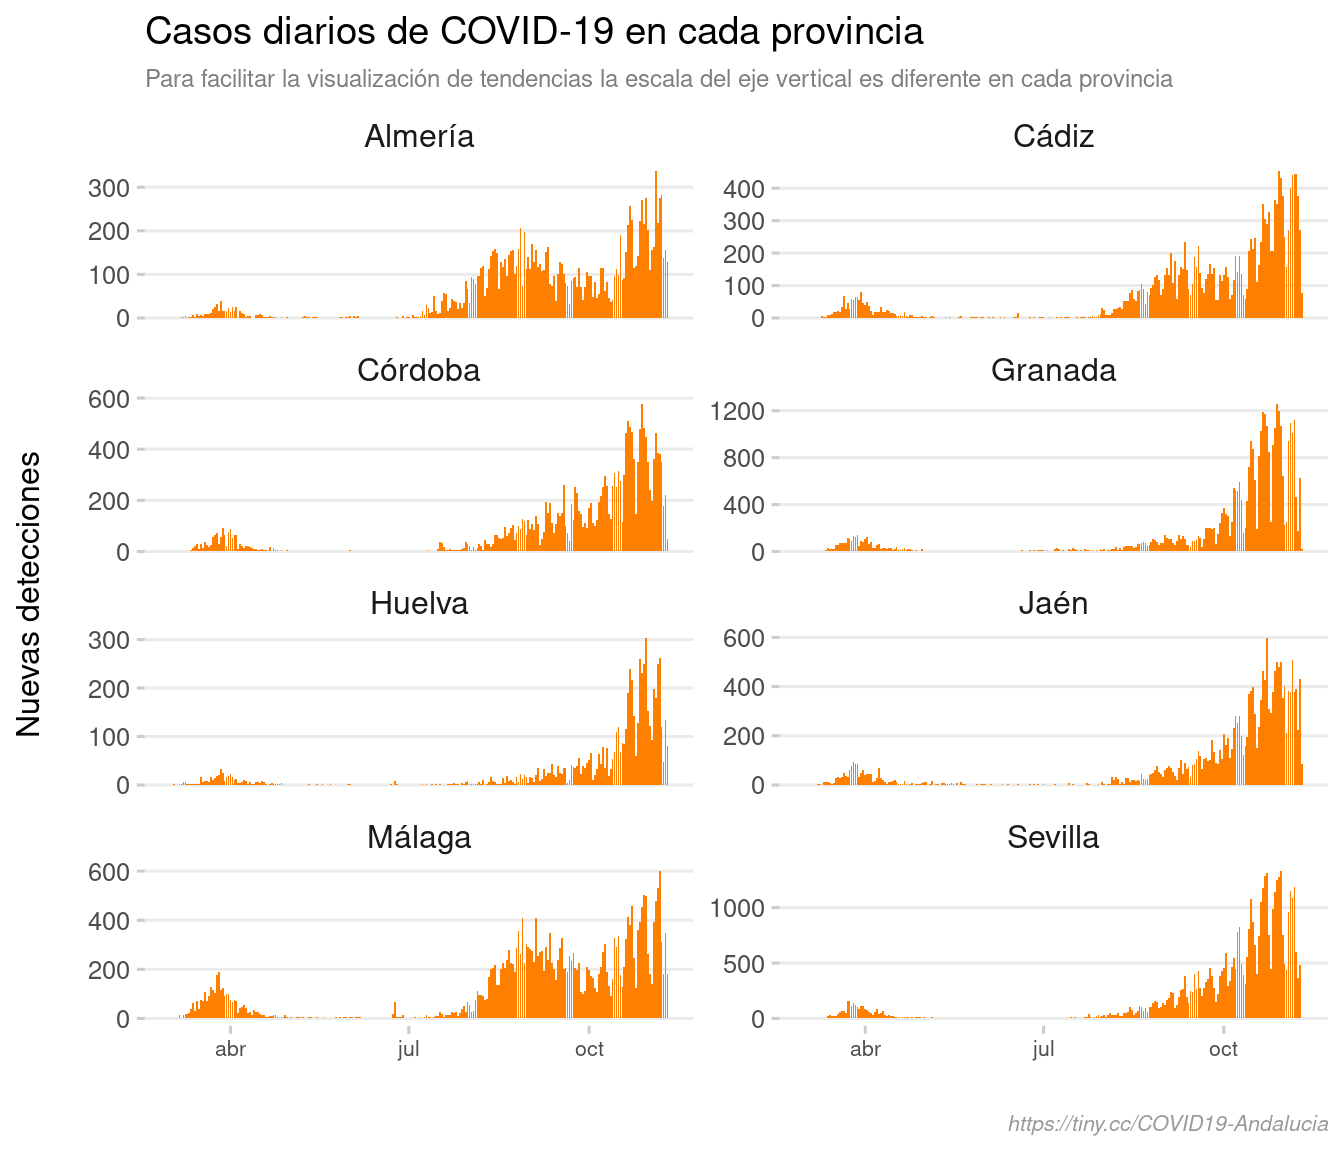 Casos diarios de COVID-19 en cada provincia
Para facilitar la visualización de tendencias la escala del eje vertical es diferente en cada provincia
Nuevas detecciones
Almería
300
200
100
0
Cádiz
400
300
200
100
0
Córdoba
600
400
200
0
Granada
1200
800
400
0
Huelva
300
200
100
0
Jaén
600
400
200
0
Málaga
600
400
200
0
abr jul oct
Sevilla
1000
500
0
abr jul oct
https://tiny.cc/COVID19-Andalucia